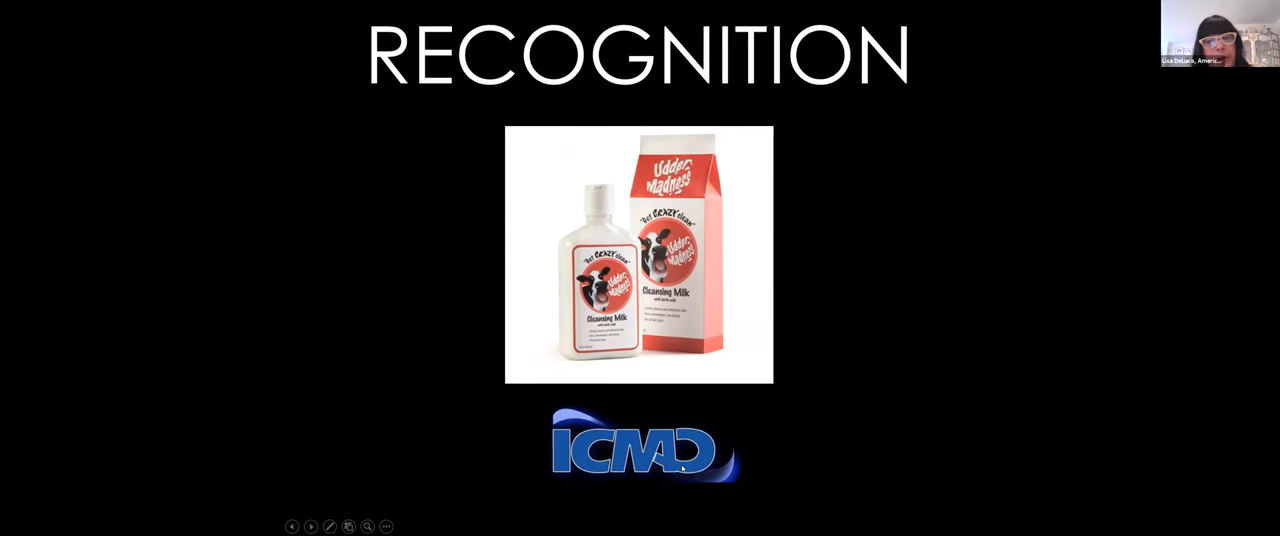 RECOGNITION
Lisa DeLuca, Americ...
Udder
Madness
"Get CRAZY clean"
Udder
Madness
Cleansing Milk
"Get CRAZY clean"
Udder
Madness
Cleansing Milk
ICMAD